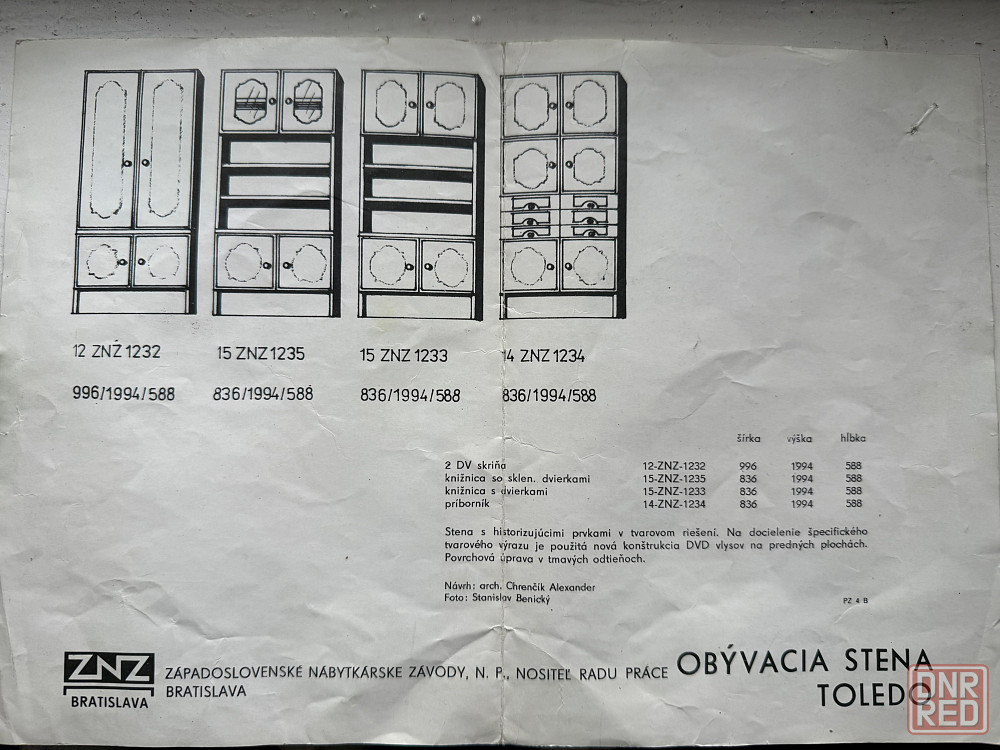 12 ZNŽ 1232
15 ZNZ 1235
15 ZNZ 1233
14 ZNZ 1234
996/1994/588
836/1994/588
836/1994/588
836/1994/588
šírka výška hĺbka
2 DV skriňa 12-ZNZ-1232 996 1994 588
knižnica so sklen. dvierkami 15-ZNZ-1235 836 1994 588
knižnica s dvierkami 15-ZNZ-1233 836 1994 588
príborník 14-ZNZ-1234 836 1994 588
Stena s historizujúcimi prvkami v tvarovom riešení. Na docielenie špecifického
tvarového výrazu je použitá nová konštrukcia DVD vlysov na predných plochách.
Povrchová úprava v tmavých odtieňoch.
Návrh: arch. Chrenčík Alexander
Foto: Stanislav Benický
PZ 4 B
ZNZ
BRATISLAVA
ZÁPADOSLOVENSKÉ NÁBYTKÁRSKE ZÁVODY, N. P., NOSITEĽ RADU PRÁCE
BRATISLAVA
OBÝVACIA STENA
TOLEDO
DNR
RED